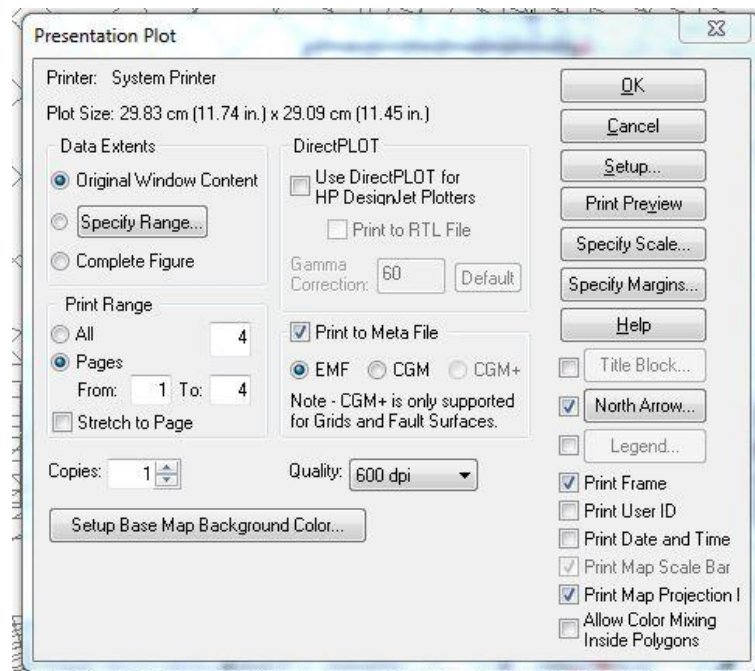 Presentation Plot
Printer: System Printer
Plot Size: 29.83 cm (11.74 in.) x 29.09 cm (11.45 in.)
Data Extents
Original Window Content
Specify Range...
Complete Figure
Print Range
All
4
Pages
From: 1 To: 4
Stretch to Page
DirectPLOT
Use DirectPLOT for
HP DesignJet Plotters
Print to RTL File
Gamma
Correction: 60 Default
Print to Meta File
EMF CGM CGM+
Note - CGM+ is only supported
for Grids and Fault Surfaces.
Copies: 1
Quality: 600 dpi
Setup Base Map Background Color...
OK
Cancel
Setup...
Print Preview
Specify Scale...
Specify Margins...
Help
Title Block...
North Arrow...
Legend...
Print Frame
Print User ID
Print Date and Time
Print Map Scale Bar
Print Map Projection I
Allow Color Mixing
Inside Polygons